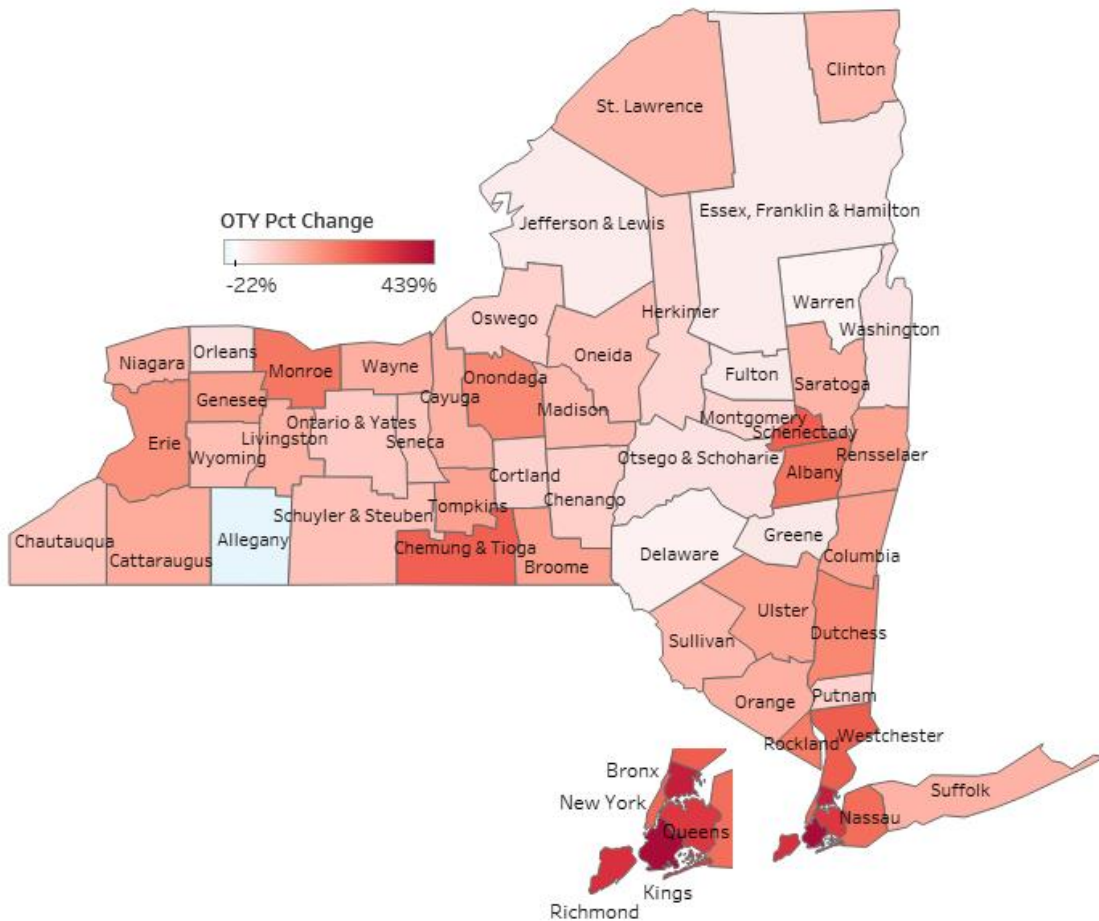 Clinton
St. Lawrence
Essex, Franklin & Hamilton
Jefferson & Lewis
OTY Pct Change
-22%
439%
Warren
Herkimer
Oswego
Washington
Oneida
Orleans
Niagara
Monroe
Wayne
Onondaga
Fulton
Saratoga
Genesee
Cayuga
Madison
Montgomery
Ontario & Yates
Schenectady
Erie
Livingston
Seneca
Rensselaer
Wyoming
Otsego & Schoharie
Albany
Cortland
Chenango
Tompkins
Schuyler & Steuben
Greene
Allegany
Chautauqua
Cattaraugus
Chemung & Tioga
Delaware
Columbia
Broome
Ulster
Dutchess
Sullivan
Putnam
Orange
Westchester
Rockland
Bronx
Suffolk
New York
Nassau
Queens
Kings
Richmond